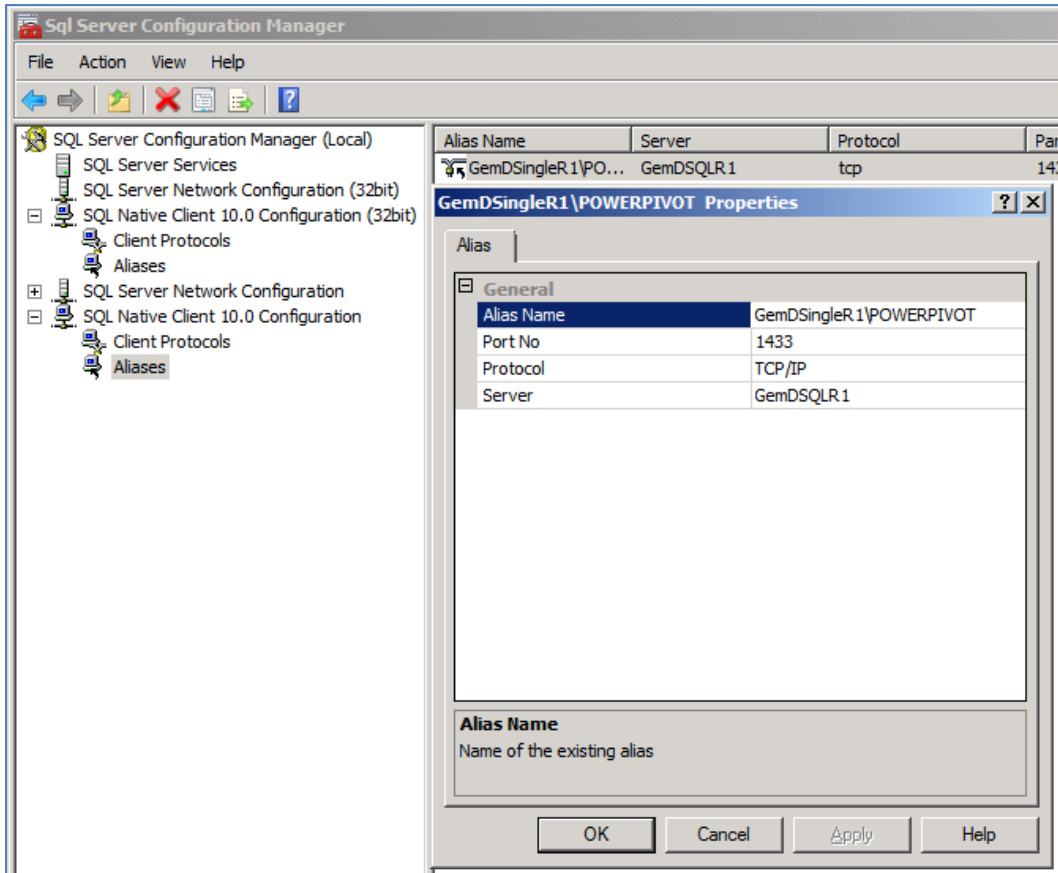 Sql Server Configuration Manager
File Action View Help
SQL Server Configuration Manager (Local)
SQL Server Services
SQL Server Network Configuration (32bit)
SQL Native Client 10.0 Configuration (32bit)
Client Protocols
Aliases
SQL Server Network Configuration
SQL Native Client 10.0 Configuration
Client Protocols
Aliases
Alias Name Server Protocol Par
GemDSingleR1\PO... GemDSQLR1 tcp 143
GemDSingleR1\POWERPIVOT Properties
Alias
General
Alias Name GemDSingleR1\POWERPIVOT
Port No 1433
Protocol TCP/IP
Server GemDSQLR1
Alias Name
Name of the existing alias
OK Cancel Apply Help